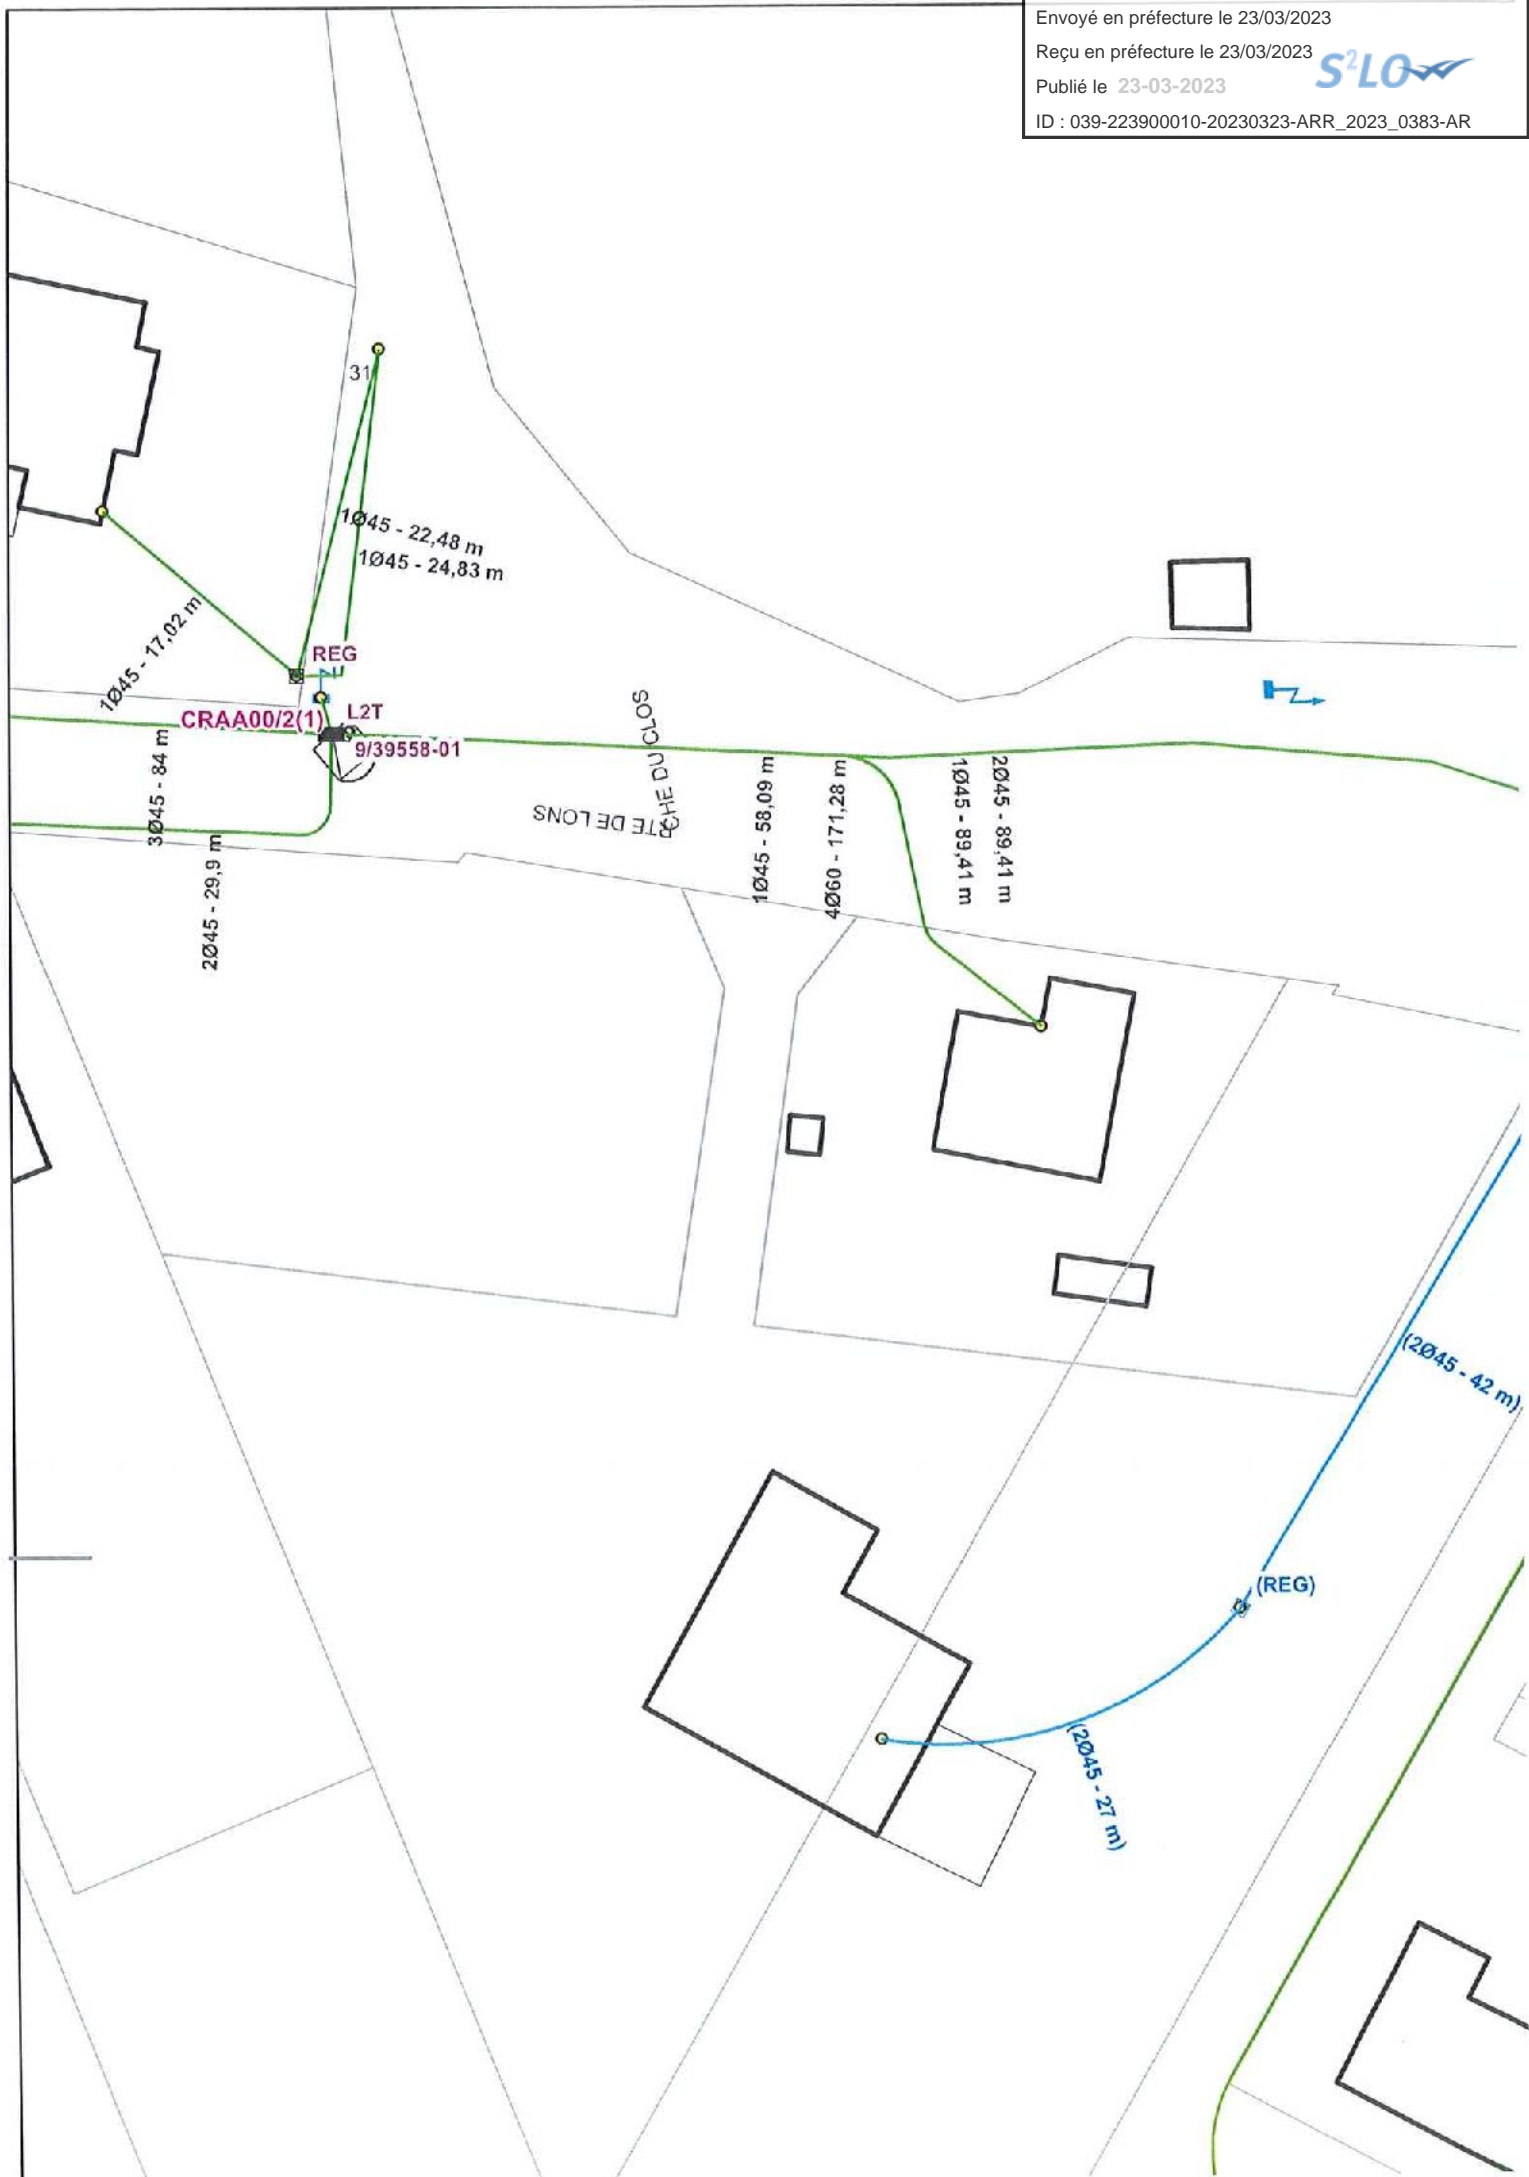 Envoyé en préfecture le 23/03/2023
Reçu en préfecture le 23/03/2023
Publié le 23-03-2023
S²LOW
ID : 039-223900010-20230323-ARR_2023_0383-AR
31
1Ø45 - 22,48 m
1Ø45 - 24,83 m
1Ø45 - 17,02 m
REG
CRAA00/2(1)
L2T
9/39558-01
3Ø45 - 84 m
2Ø45 - 29,9 m
RTE DE LONS
CHE DU CLOS
1Ø45 - 58,09 m
4Ø60 - 171,28 m
1Ø45 - 89,41 m
2Ø45 - 89,41 m
(2Ø45 - 42 m)
(REG)
(2Ø45 - 27 m)